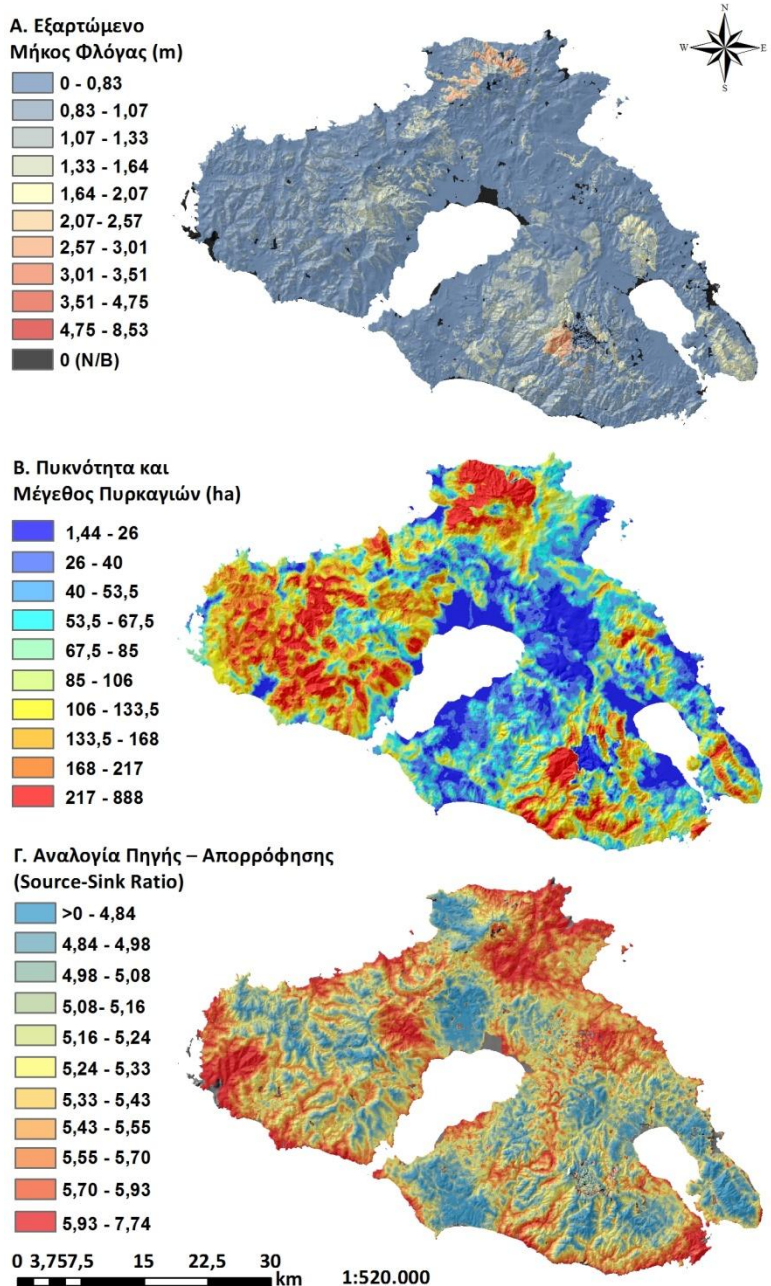 Α. Εξαρτώμενο
Μήκος Φλόγας (m)
0 - 0,83
0,83 - 1,07
1,07 - 1,33
1,33 - 1,64
1,64 - 2,07
2,07 - 2,57
2,57 - 3,01
3,01 - 3,51
3,51 - 4,75
4,75 - 8,53
0 (N/B)
N
W
E
S
Β. Πυκνότητα και
Μέγεθος Πυρκαγιών (ha)
1,44 - 26
26 - 40
40 - 53,5
53,5 - 67,5
67,5 - 85
85 - 106
106 - 133,5
133,5 - 168
168 - 217
217 - 888
Γ. Αναλογία Πηγής – Απορρόφησης
(Source-Sink Ratio)
>0 - 4,84
4,84 - 4,98
4,98 - 5,08
5,08- 5,16
5,16 - 5,24
5,24 - 5,33
5,33 - 5,43
5,43 - 5,55
5,55 - 5,70
5,70 - 5,93
5,93 - 7,74
0 3,75 7,5 15 22,5 30
km 1:520.000